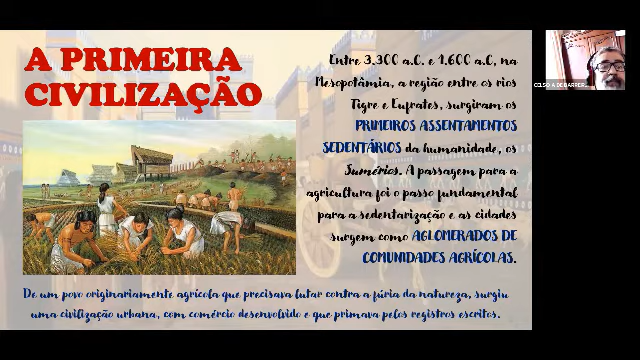 A PRIMEIRA
CIVILIZAÇÃO
Entre 3.300 a.C. e 1.600 a.C, na
Mesopotâmia, a região entre os rios
Tigre e Eufrates, surgiram os
PRIMEIROS ASSENTAMENTOS
SEDENTÁRIOS da humanidade, os
Sumérios. A passagem para a
agricultura foi o passo fundamental
para a sedentarização e as cidades
surgem como AGLOMERADOS DE
COMUNIDADES AGRÍCOLAS.
De um povo originariamente agrícola que precisava lutar contra a fúria da natureza, surgiu
uma civilização urbana, com comércio desenvolvido e que primava pelos registros escritos.
CELSO A DE BARRER...